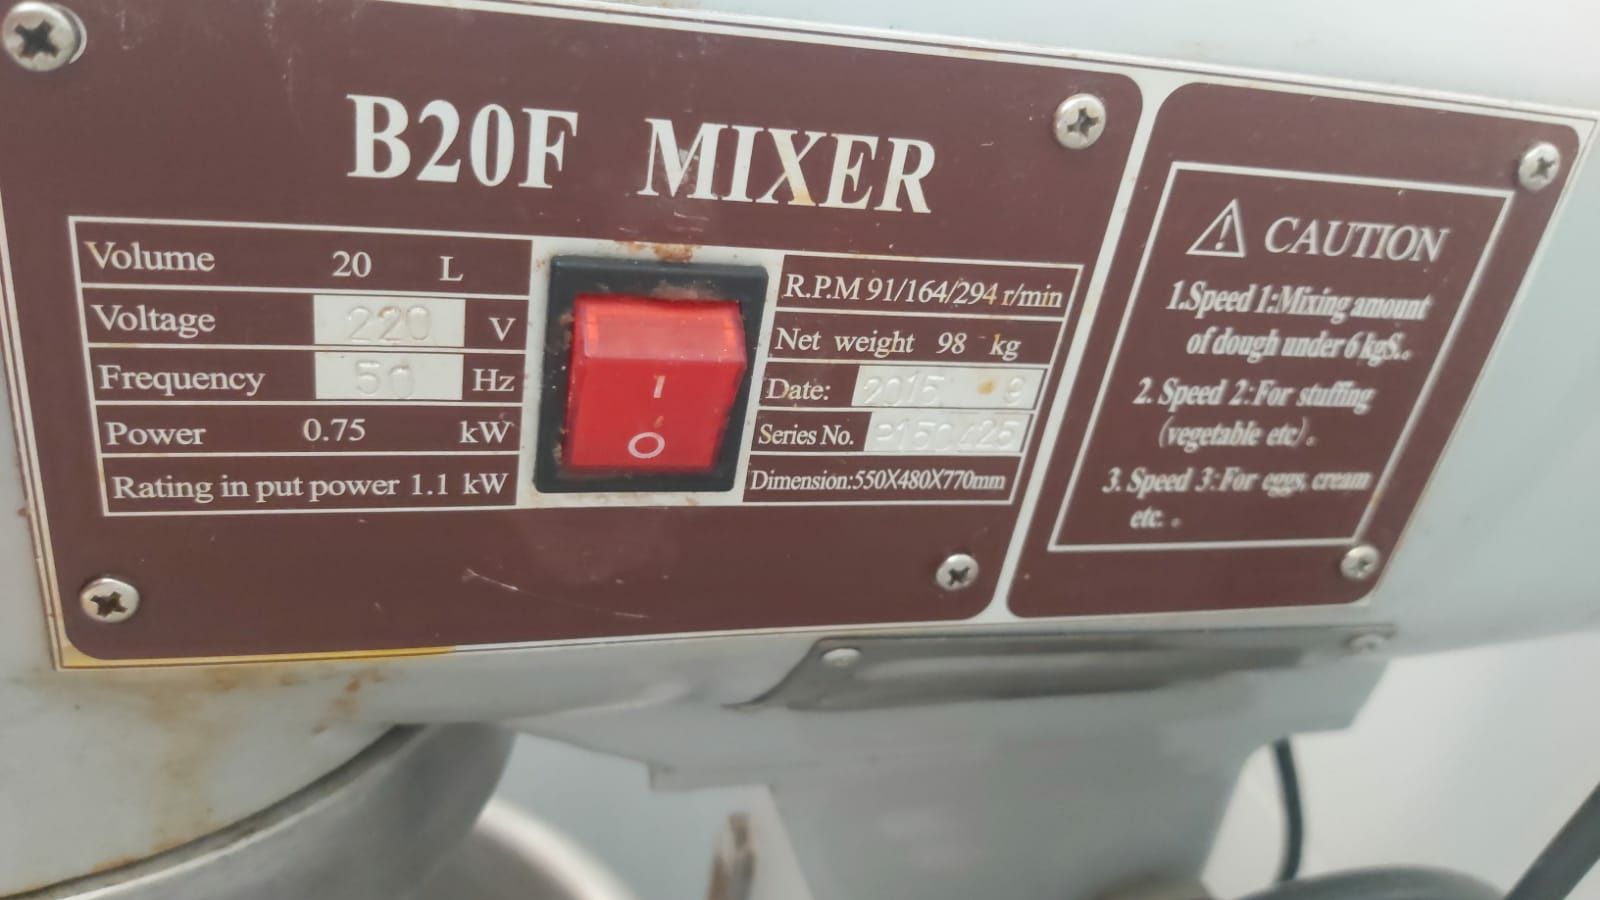 B20F MIXER
Volume 20 L
Voltage 220 V
Frequency 50 Hz
Power 0.75 kW
Rating in put power 1.1 kW
I
O
R.P.M 91/164/294 r/min
Net weight 98 kg
Date: 2015 9
Series No.
Dimension:550X480X770mm
CAUTION
1.Speed 1:Mixing amount
of dough under 6 kgS.。
2. Speed 2:For stuffing
(vegetable etc)。
3. Speed 3:For eggs, cream
etc. 。